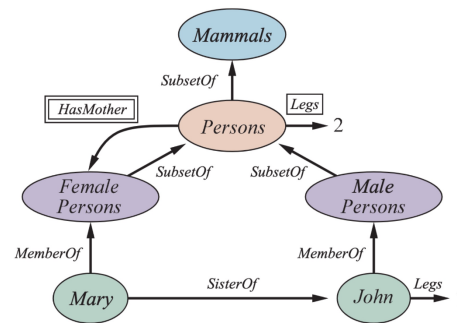 Mammals
SubsetOf
HasMother
Legs
Persons
2
SubsetOf
SubsetOf
Female
Persons
Male
Persons
MemberOf
MemberOf
Mary
SisterOf
John
Legs